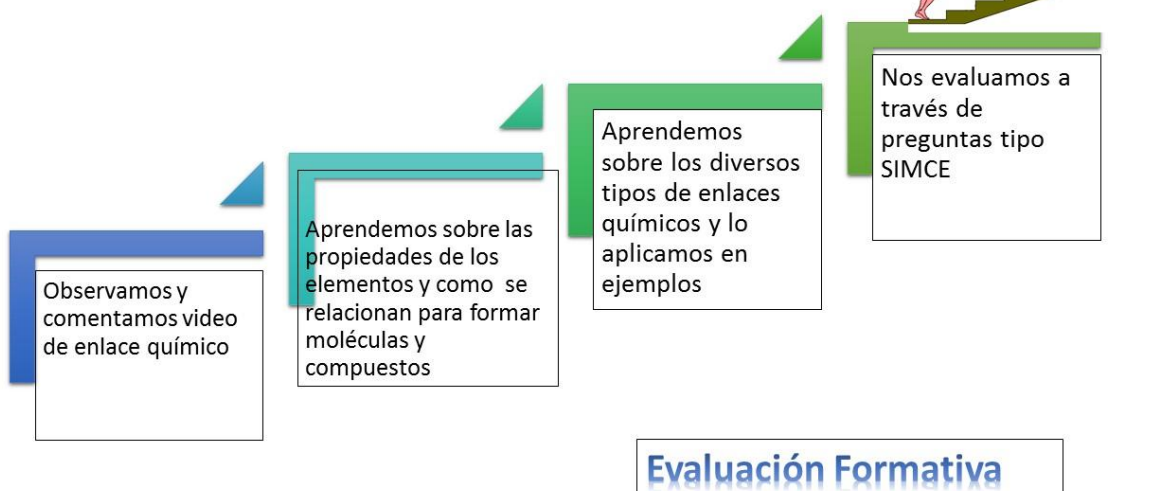 Observamos y
comentamos video
de enlace químico
Aprendemos sobre las
propiedades de los
elementos y como se
relacionan para formar
moléculas y
compuestos
Aprendemos
sobre los diversos
tipos de enlaces
químicos y lo
aplicamos en
ejemplos
Nos evaluamos a
través de
preguntas tipo
SIMCE
Evaluación Formativa